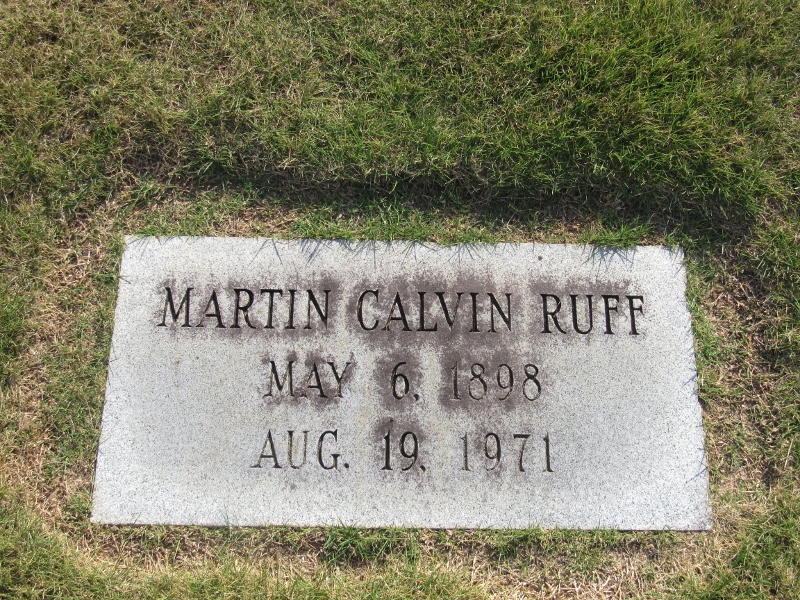 MARTIN CALVIN RUFF
MAY 6, 1898
AUG. 19, 1971